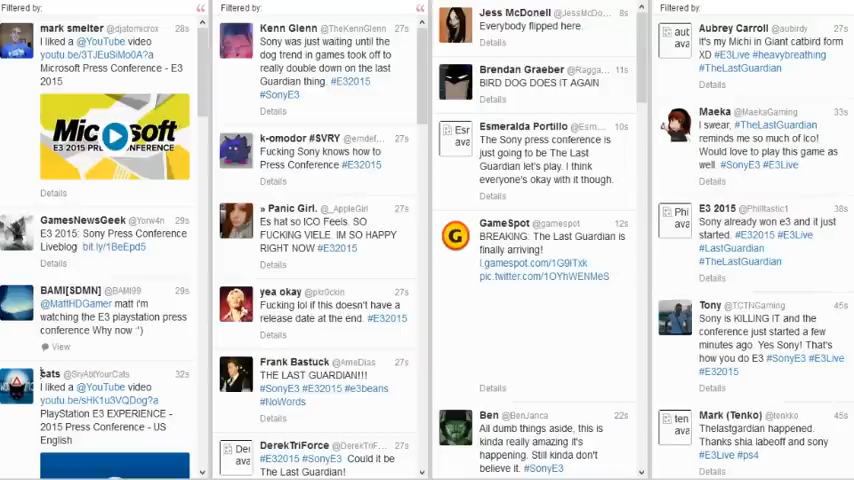 Filtered by:
mark smelter @djatomicrox 28s
I liked a @YouTube video
youtu.be/3TJEuSiMo0A?a
Microsoft Press Conference - E3
2015
Microsoft
E3 2015 PRESS CONFERENCE
Details
GamesNewsGeek @Yorw4n 29s
E3 2015: Sony Press Conference
Liveblog bit.ly/1BeEpd5
Details
BAMI[SDMN] @BAMI99 29s
@MattHDGamer matt i'm
watching the E3 playstation press
conference Why now :')
View
cats @SryAbtYourCats 32s
I liked a @YouTube video
youtu.be/sHK1u3VQDog?a
PlayStation E3 EXPERIENCE -
2015 Press Conference - US
English
Filtered by:
Kenn Glenn @TheKennGlenn 27s
Sony was just waiting until the
dog trend in games took off to
really double down on the last
Guardian thing. #E32015
#SonyE3
Details
k-omodor #SVRY @erndef... 27s
Fucking Sony knows how to
Press Conference #E32015
Details
» Panic Girl. @_AppleGirl 27s
Es hat so ICO Feels. SO
FUCKING VIELE. IM SO HAPPY
RIGHT NOW #E32015
Details
yea okay @pkr0ckin 27s
Fucking lol if this doesn't have a
release date at the end. #E32015
Details
Frank Bastuck @AmeDias 27s
THE LAST GUARDIAN!!!
#SonyE3 #E32015 #e3beans
#NoWords
Details
DerekTriForce @DerekTriF... 27s
#E32015 #SonyE3 Could it be
The Last Guardian!
Jess McDonell @JessMcDo... 8s
Everybody flipped here.
Details
Brendan Graeber @Ragga... 11s
BIRD DOG DOES IT AGAIN
Details
Esmeralda Portillo @Esm... 10s
The Sony press conference is
just going to be The Last
Guardian let's play. I think
everyone's okay with it though.
Details
GameSpot @gamespot 12s
BREAKING: The Last Guardian is
finally arriving!
pic.twitter.com/1OYhWENMeS
Details
Ben @BenJanca 22s
All dumb things aside, this is
kinda really amazing it's
happening. Still kinda don't
believe it. #SonyE3
Filtered by:
Aubrey Carroll @aubirdy 27s
It's my Michi in Giant catbird form
XD #E3Live #heavybreathing
#TheLastGuardian
Details
Maeka @MaekaGaming 33s
I swear, #TheLastGuardian
reminds me so much of Ico!
Would love to play this game as
well. #SonyE3 #E3Live
Details
E3 2015 @Philltastic1 38s
Sony already won e3 and it just
started. #E32015 #E3Live
#LastGuardian
#TheLastGuardian
Details
Tony @TCTNGaming 45s
Sony is KILLING IT and the
conference just started a few
minutes ago. Yes Sony! That's
how you do E3 #SonyE3 #E3Live
#E32015
Details
Mark (Tenko) @tenkko 45s
Thelastgardian happened.
Thanks shia labeoff and sony
#E3Live #ps4
Details